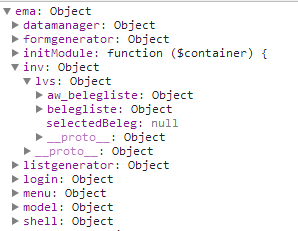 ema: Object
datamanager: Object
formgenerator: Object
initModule: function ($container) {
inv: Object
lvs: Object
aw_belegliste: Object
belegliste: Object
selectedBeleg: null
__proto__: Object
__proto__: Object
listgenerator: Object
login: Object
menu: Object
model: Object
shell: Object